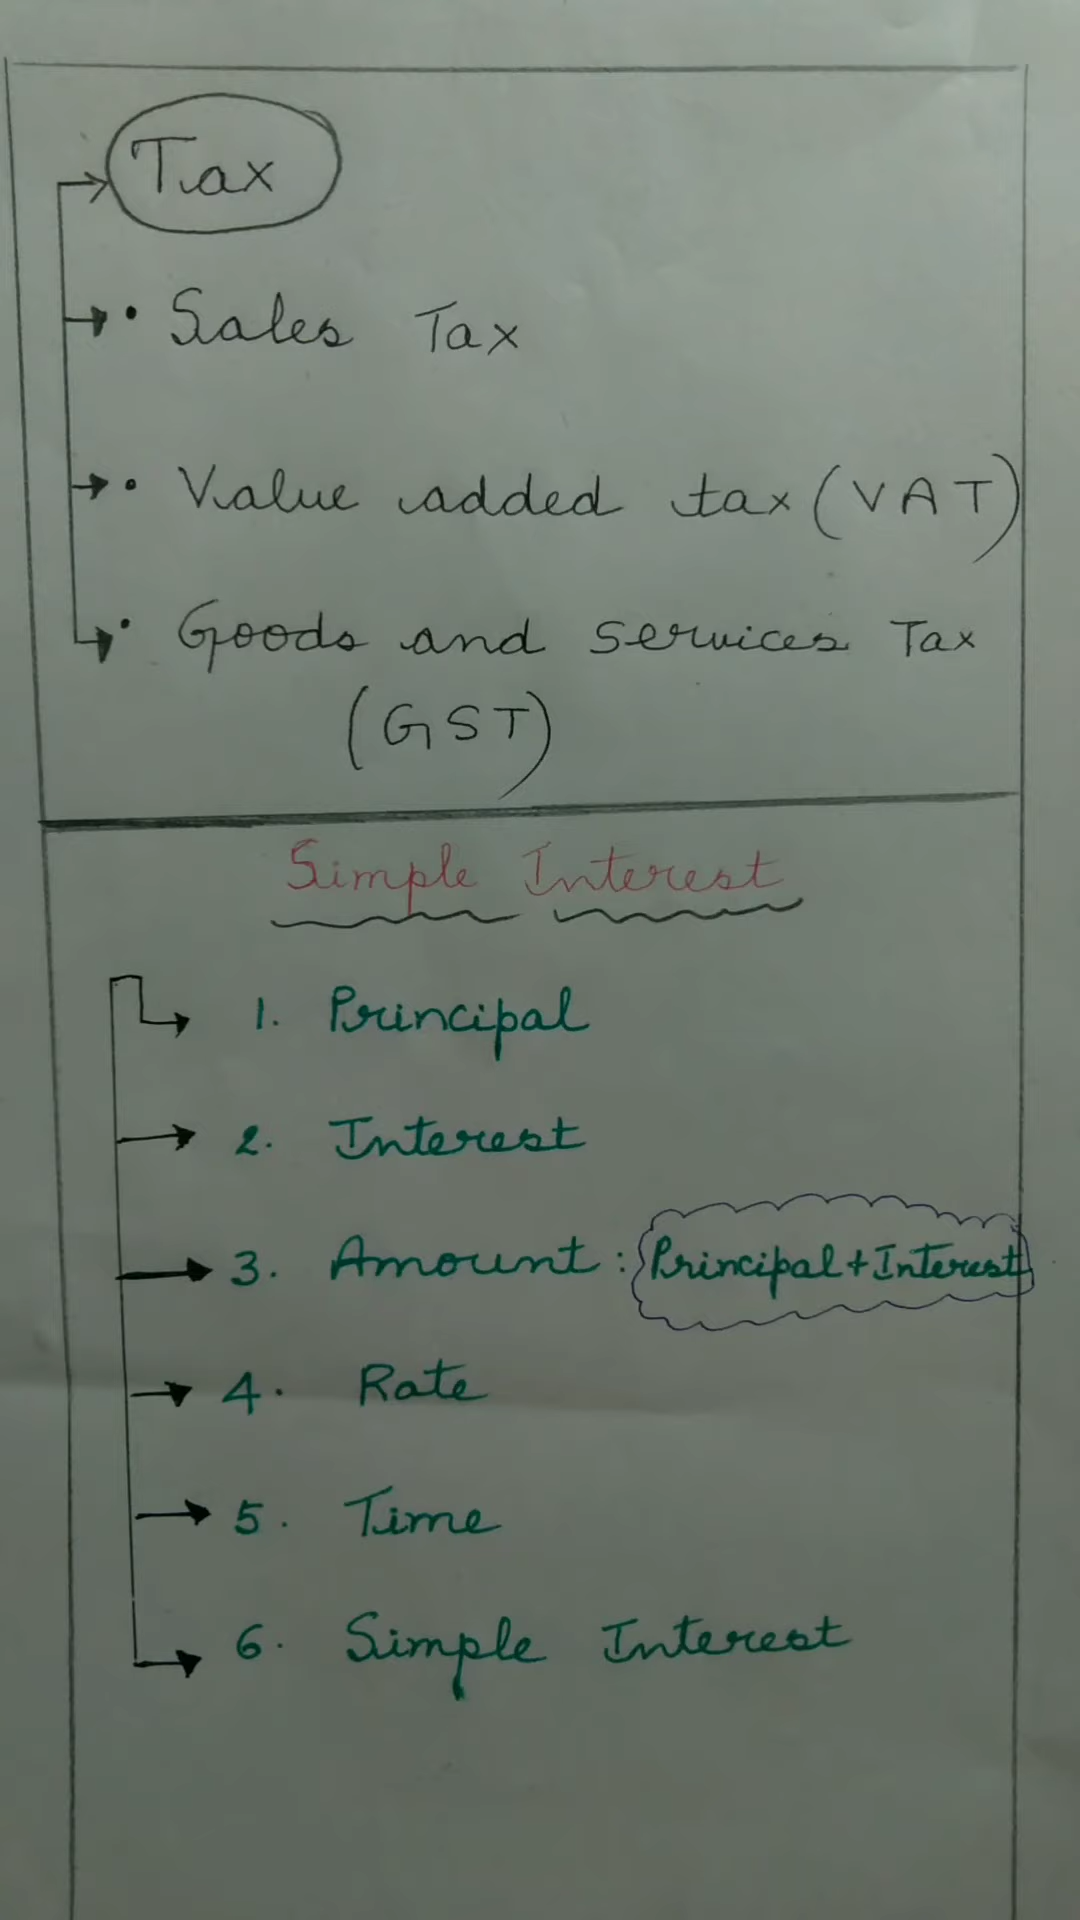 Tax
• Sales Tax
• Value added tax (VAT)
• Goods and services Tax
(GST)
Simple Interest
1. Principal
2. Interest
3. Amount : Principal + Interest
4. Rate
5. Time
6. Simple Interest